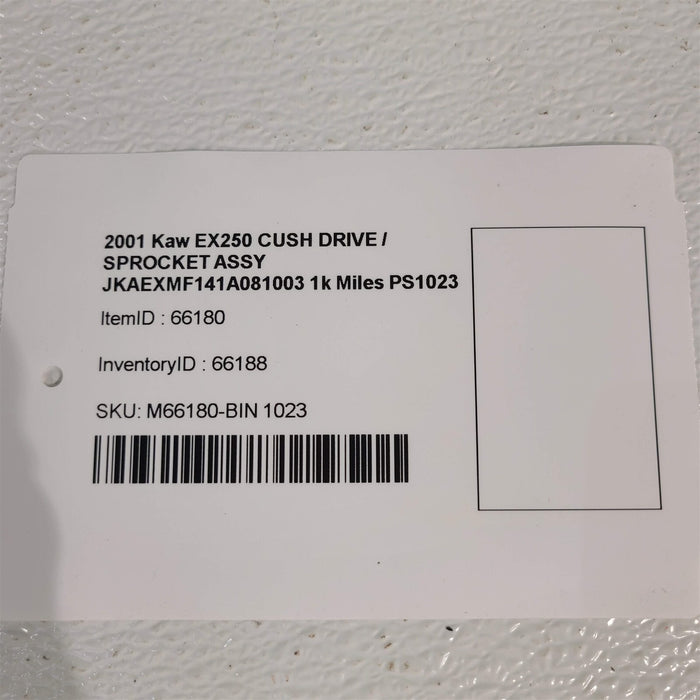 2001 Kaw EX250 CUSH DRIVE /
SPROCKET ASSY
JKAEXMF141A081003 1k Miles PS1023
ItemID : 66180
InventoryID : 66188
SKU: M66180-BIN 1023